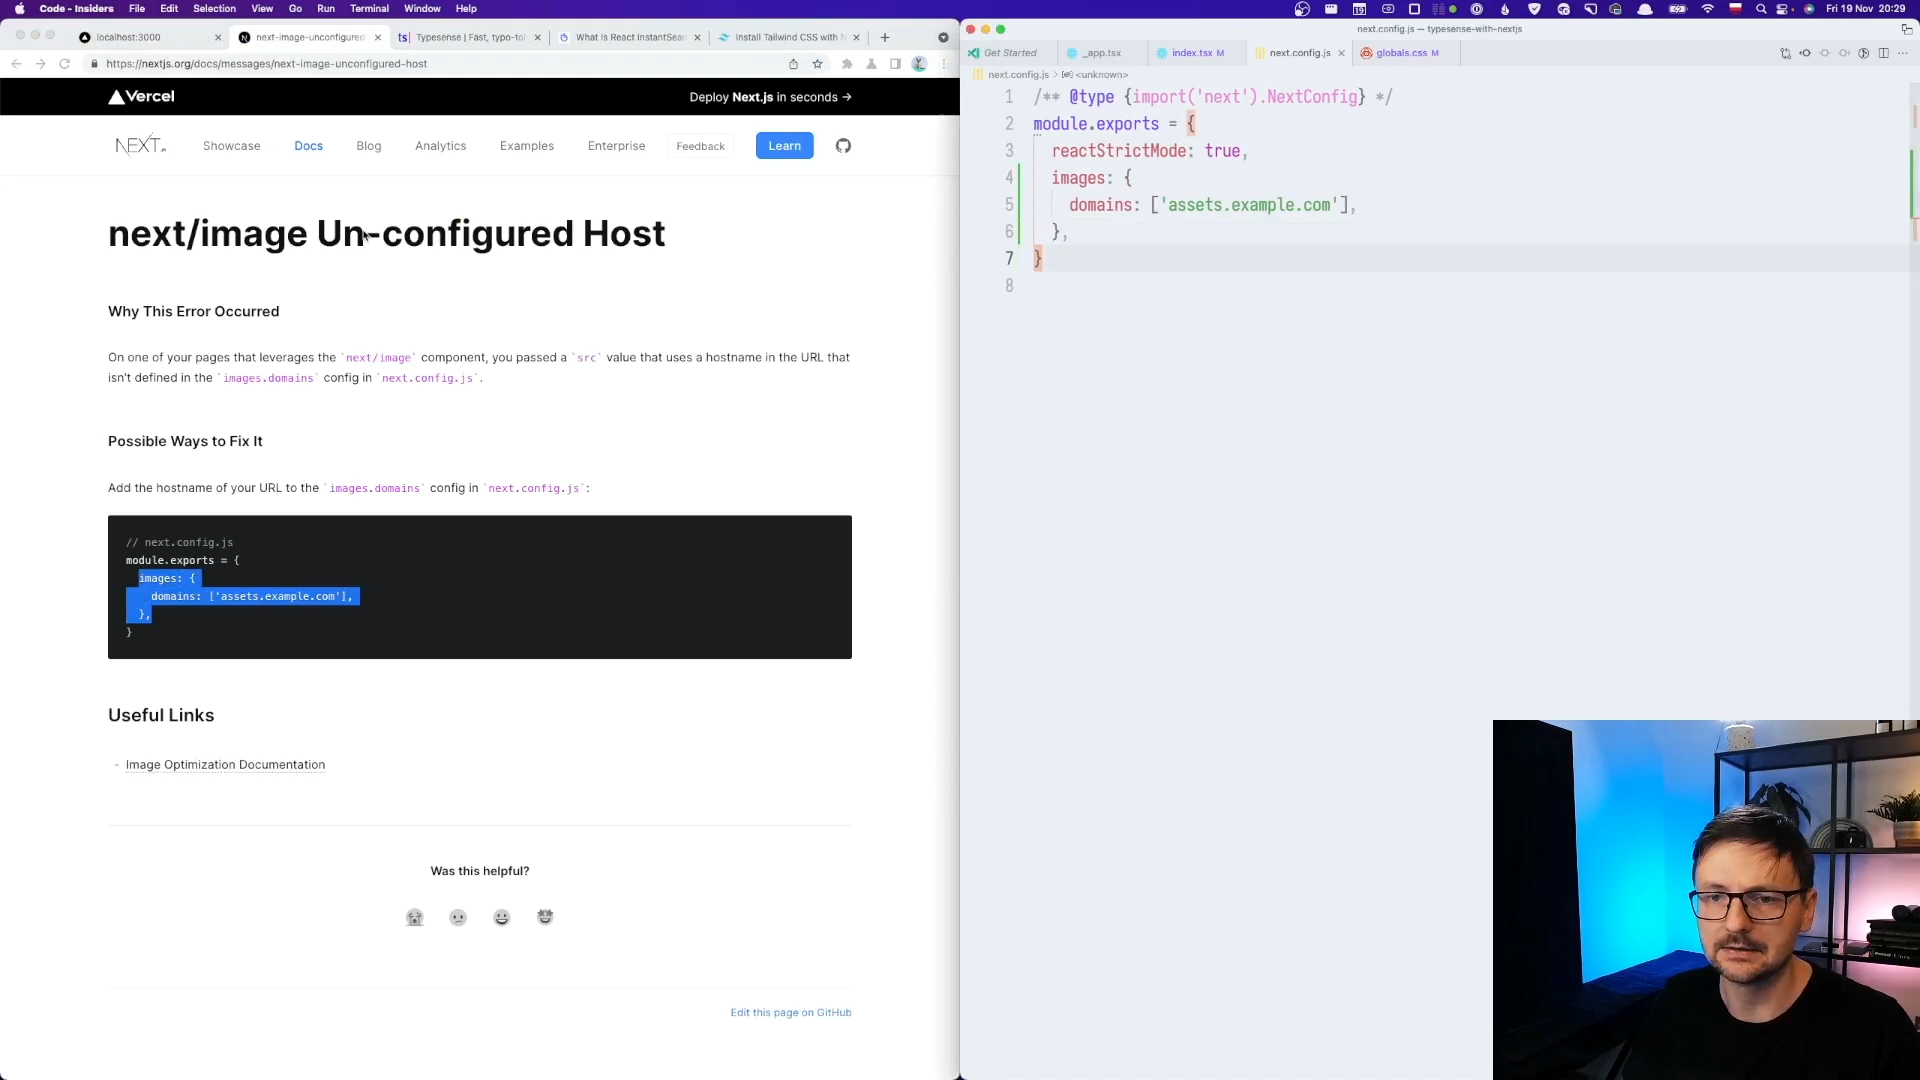 Code - Insiders File Edit Selection View Go Run Terminal Window Help
Fri 19 Nov 20:29
localhost:3000
next-image-unconfigured
Typesense | Fast, typo-tol
What is React InstantSear
Install Tailwind CSS with N
https://nextjs.org/docs/messages/next-image-unconfigured-host
Vercel
Deploy Next.js in seconds →
NEXT.js
Showcase Docs Blog Analytics Examples Enterprise Feedback Learn
next/image Un-configured Host
Why This Error Occurred
On one of your pages that leverages the `next/image` component, you passed a `src` value that uses a hostname in the URL that
isn't defined in the `images.domains` config in `next.config.js`.
Possible Ways to Fix It
Add the hostname of your URL to the `images.domains` config in `next.config.js`:
// next.config.js
module.exports = {
images: {
domains: ['assets.example.com'],
},
}
Useful Links
- Image Optimization Documentation
Was this helpful?
Edit this page on GitHub
next.config.js — typesense-with-nextjs
Get Started
_app.tsx
index.tsx M
next.config.js
globals.css M
next.config.js > <unknown>
1 /** @type {import('next').NextConfig} */
2 module.exports = {
3 reactStrictMode: true,
4 images: {
5 domains: ['assets.example.com'],
6 },
7 }
8